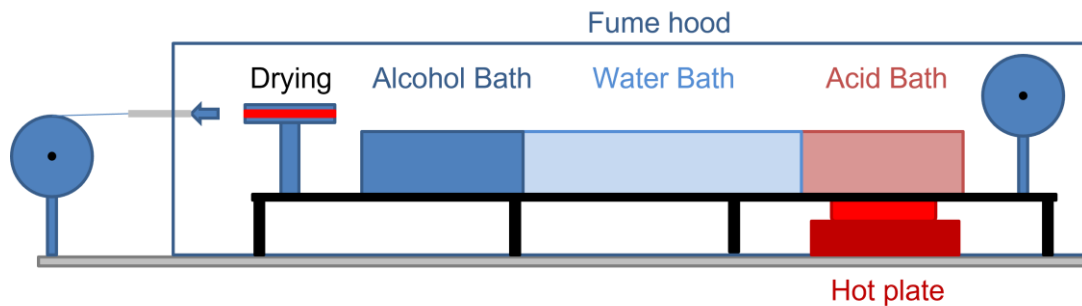 Fume hood
Drying
Alcohol Bath
Water Bath
Acid Bath
Hot plate